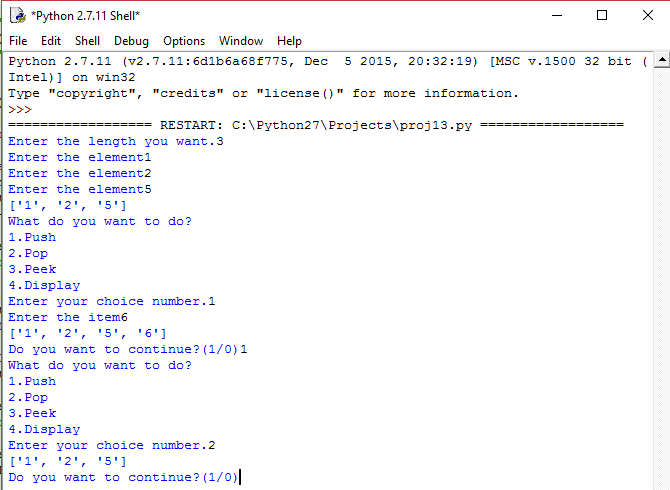 *Python 2.7.11 Shell*
File Edit Shell Debug Options Window Help
Python 2.7.11 (v2.7.11:6d1b6a68f775, Dec  5 2015, 20:32:19) [MSC v.1500 32 bit (
Intel)] on win32
Type "copyright", "credits" or "license()" for more information.
>>>
================== RESTART: C:\Python27\Projects\proj13.py ==================
Enter the length you want.3
Enter the element1
Enter the element2
Enter the element5
['1', '2', '5']
What do you want to do?
1.Push
2.Pop
3.Peek
4.Display
Enter your choice number.1
Enter the item6
['1', '2', '5', '6']
Do you want to continue?(1/0)1
What do you want to do?
1.Push
2.Pop
3.Peek
4.Display
Enter your choice number.2
['1', '2', '5']
Do you want to continue?(1/0)